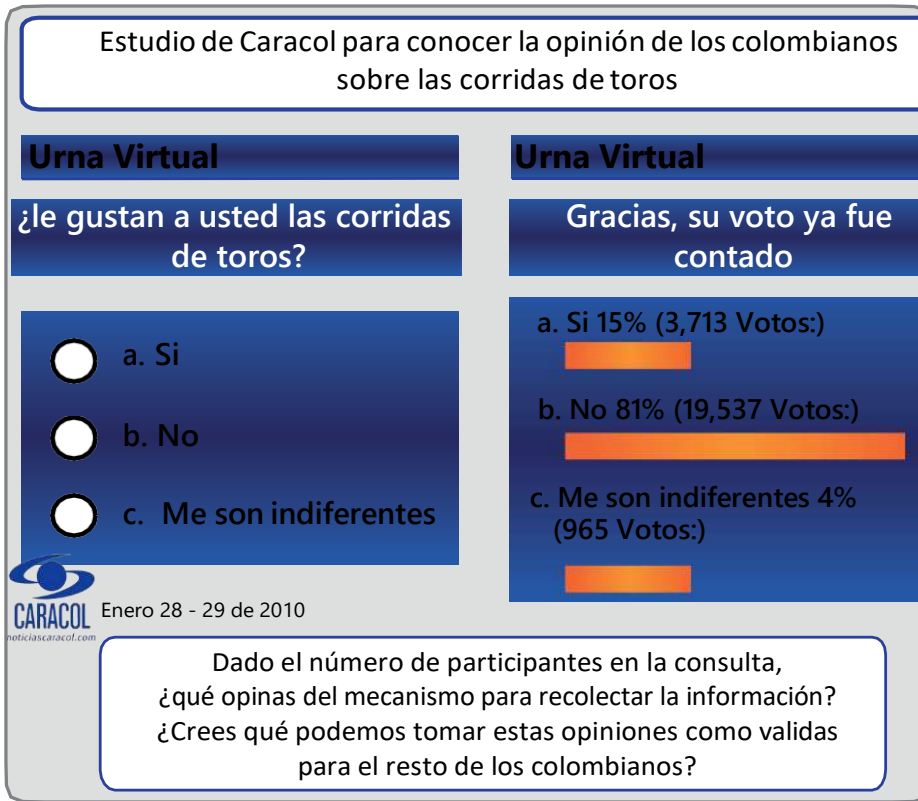 Estudio de Caracol para conocer la opinión de los colombianos
sobre las corridas de toros
Urna Virtual
¿le gustan a usted las corridas
de toros?
a. Si
b. No
c. Me son indiferentes
Urna Virtual
Gracias, su voto ya fue
contado
a. Si 15% (3,713 Votos:)
b. No 81% (19,537 Votos:)
c. Me son indiferentes 4%
(965 Votos:)
CARACOL
noticiascaracol.com
Enero 28 - 29 de 2010
Dado el número de participantes en la consulta,
¿qué opinas del mecanismo para recolectar la información?
¿Crees qué podemos tomar estas opiniones como validas
para el resto de los colombianos?